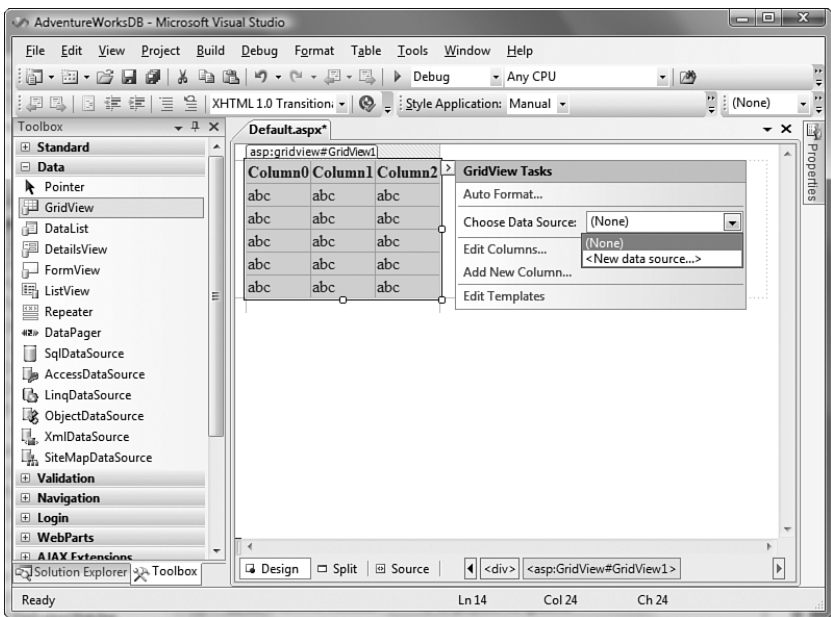 AdventureWorksDB - Microsoft Visual Studio
File Edit View Project Build Debug Format Table Tools Window Help
Debug Any CPU
XHTML 1.0 Transition: Style Application: Manual (None)
Toolbox
Standard
Data
Pointer
GridView
DataList
DetailsView
FormView
ListView
Repeater
DataPager
SqlDataSource
AccessDataSource
LinqDataSource
ObjectDataSource
XmlDataSource
SiteMapDataSource
Validation
Navigation
Login
WebParts
AJAX Extensions
Solution Explorer Toolbox
Default.aspx*
asp:gridview#GridView1
Column0 Column1 Column2
abc abc abc
abc abc abc
abc abc abc
abc abc abc
abc abc abc
GridView Tasks
Auto Format...
Choose Data Source: (None)
(None)
<New data source...>
Edit Columns...
Add New Column...
Edit Templates
Properties
Design Split Source <div> <asp:GridView#GridView1>
Ready Ln 14 Col 24 Ch 24